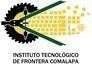 INSTITUTO TECNOLÓGICO
DE FRONTERA COMALAPA